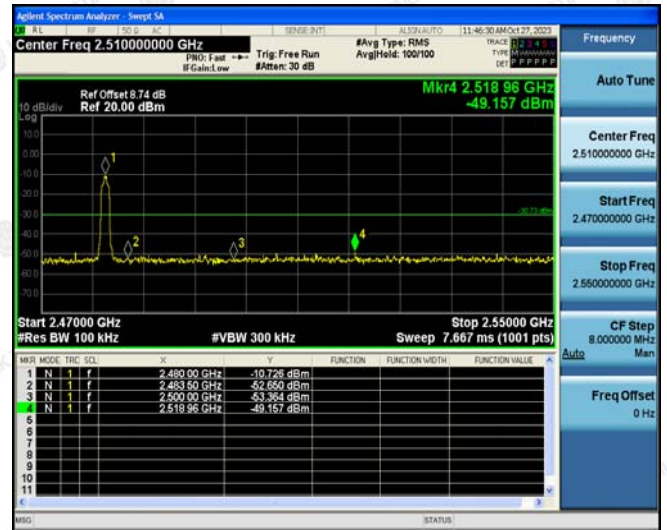 Agilent Spectrum Analyzer - Swept SA
RL RF 50 Ω AC SENSE:INT ALIGN AUTO 11:46:30 AM Oct 27, 2023
Center Freq 2.510000000 GHz
PNO: Fast
IFGain:Low
Trig: Free Run
#Atten: 30 dB
#Avg Type: RMS
Avg|Hold: 100/100
TRACE 1 2 3 4 5 6
TYPE
DET P P P P P P
Frequency
Auto Tune
Center Freq
2.510000000 GHz
Start Freq
2.470000000 GHz
Stop Freq
2.550000000 GHz
CF Step
8.000000 MHz
Auto Man
Freq Offset
0 Hz
Mkr4 2.518 96 GHz
-49.157 dBm
Ref Offset 8.74 dB
10 dB/div Ref 20.00 dBm
Log
10.0
0.00
-10.0
-20.0
-30.0
-50.0
-60.0
-70.0
1
2
3
4
Start 2.47000 GHz Stop 2.55000 GHz
#Res BW 100 kHz #VBW 300 kHz Sweep 7.667 ms (1001 pts)
MKR MODE TRC SCL X Y FUNCTION FUNCTION WIDTH FUNCTION VALUE
1 N 1 f 2.480 00 GHz -10.726 dBm
2 N 1 f 2.483 50 GHz -52.650 dBm
3 N 1 f 2.500 00 GHz -53.364 dBm
4 N 1 f 2.518 96 GHz -49.157 dBm
5
6
7
8
9
10
11
MSG STATUS